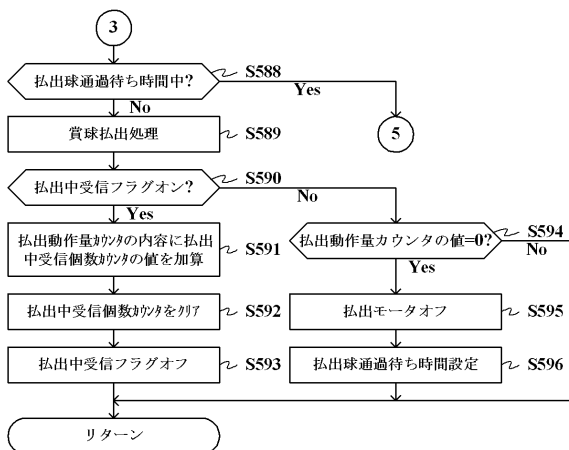 3
払出球通過待ち時間中?
S588
Yes
No
5
賞球払出処理
S589
払出中受信フラグオン?
S590
No
Yes
払出動作量ｶｳﾝﾀの内容に払出
中受信個数ｶｳﾝﾀの値を加算
S591
払出動作量カウンタの値=0?
S594
No
Yes
払出中受信個数ｶｳﾝﾀをｸﾘｱ
S592
払出モータオフ
S595
払出中受信フラグオフ
S593
払出球通過待ち時間設定
S596
リターン